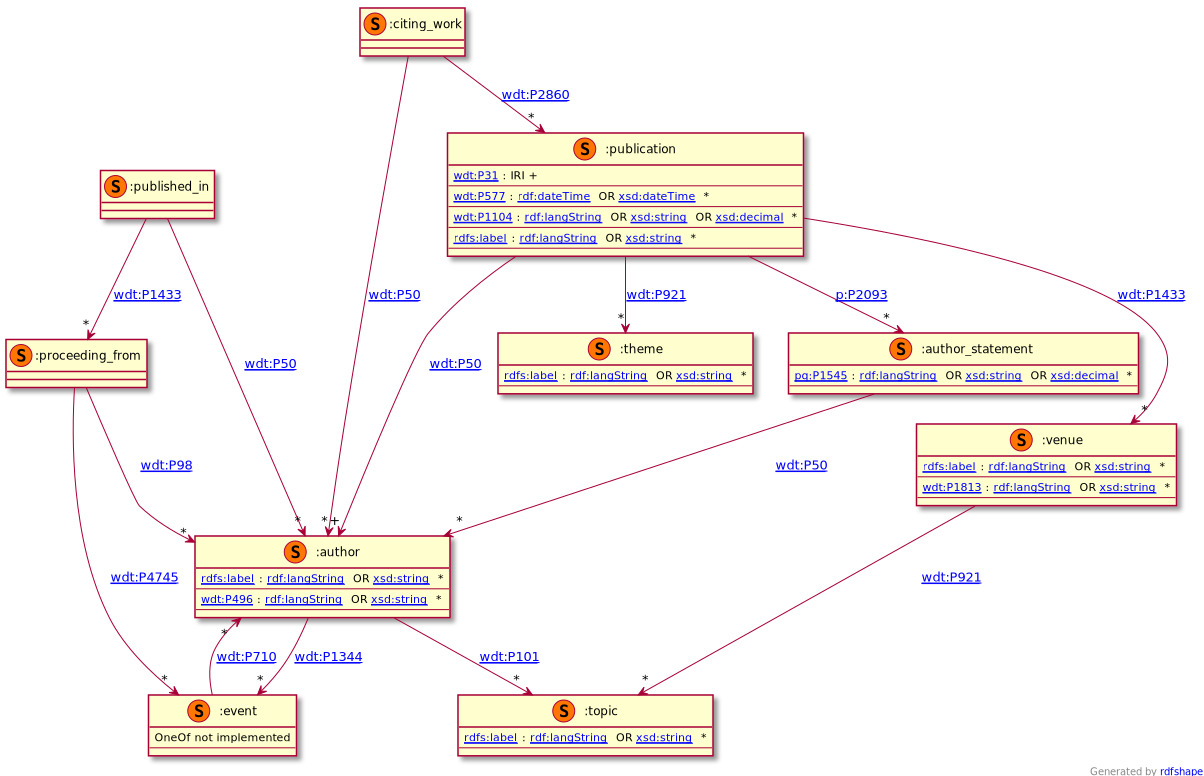 S :citing_work
wdt:P2860
*
S :publication
wdt:P31 : IRI +
wdt:P577 : rdf:dateTime OR xsd:dateTime *
wdt:P1104 : rdf:langString OR xsd:string OR xsd:decimal *
rdfs:label : rdf:langString OR xsd:string *
S :published_in
wdt:P1433
*
wdt:P50
wdt:P921
*
p:P2093
*
wdt:P1433
S :proceeding_from
S :theme
rdfs:label : rdf:langString OR xsd:string *
S :author_statement
pq:P1545 : rdf:langString OR xsd:string OR xsd:decimal *
wdt:P50
wdt:P50
*
S :venue
rdfs:label : rdf:langString OR xsd:string *
wdt:P1813 : rdf:langString OR xsd:string *
wdt:P98
*
wdt:P50
*
* * +
S :author
rdfs:label : rdf:langString OR xsd:string *
wdt:P496 : rdf:langString OR xsd:string *
wdt:P4745
*
wdt:P921
*
*
wdt:P710
wdt:P1344
*
wdt:P101
*
S :event
OneOf not implemented
S :topic
rdfs:label : rdf:langString OR xsd:string *
Generated by rdfshape